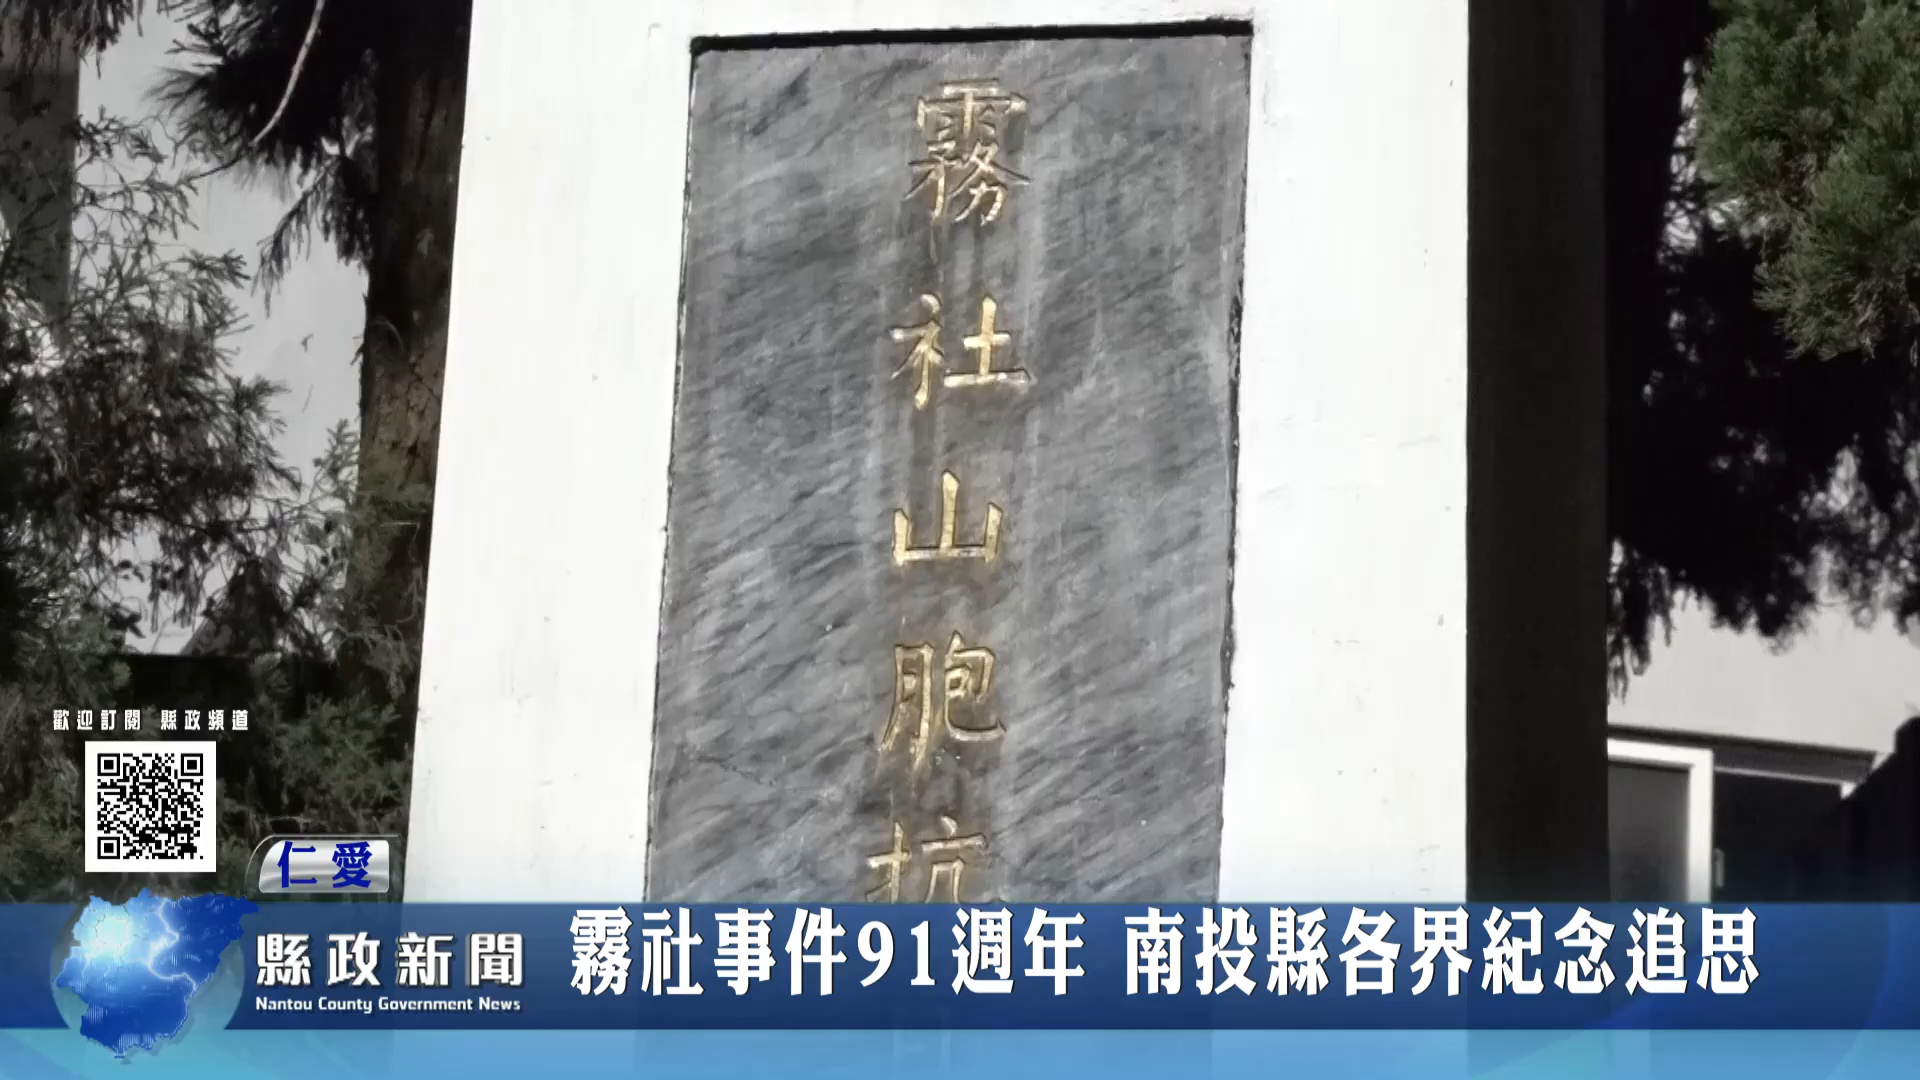 霧社山胞抗
歡迎訂閱 縣政頻道
仁愛
縣政新聞
Nantou County Government News
霧社事件91週年 南投縣各界紀念追思